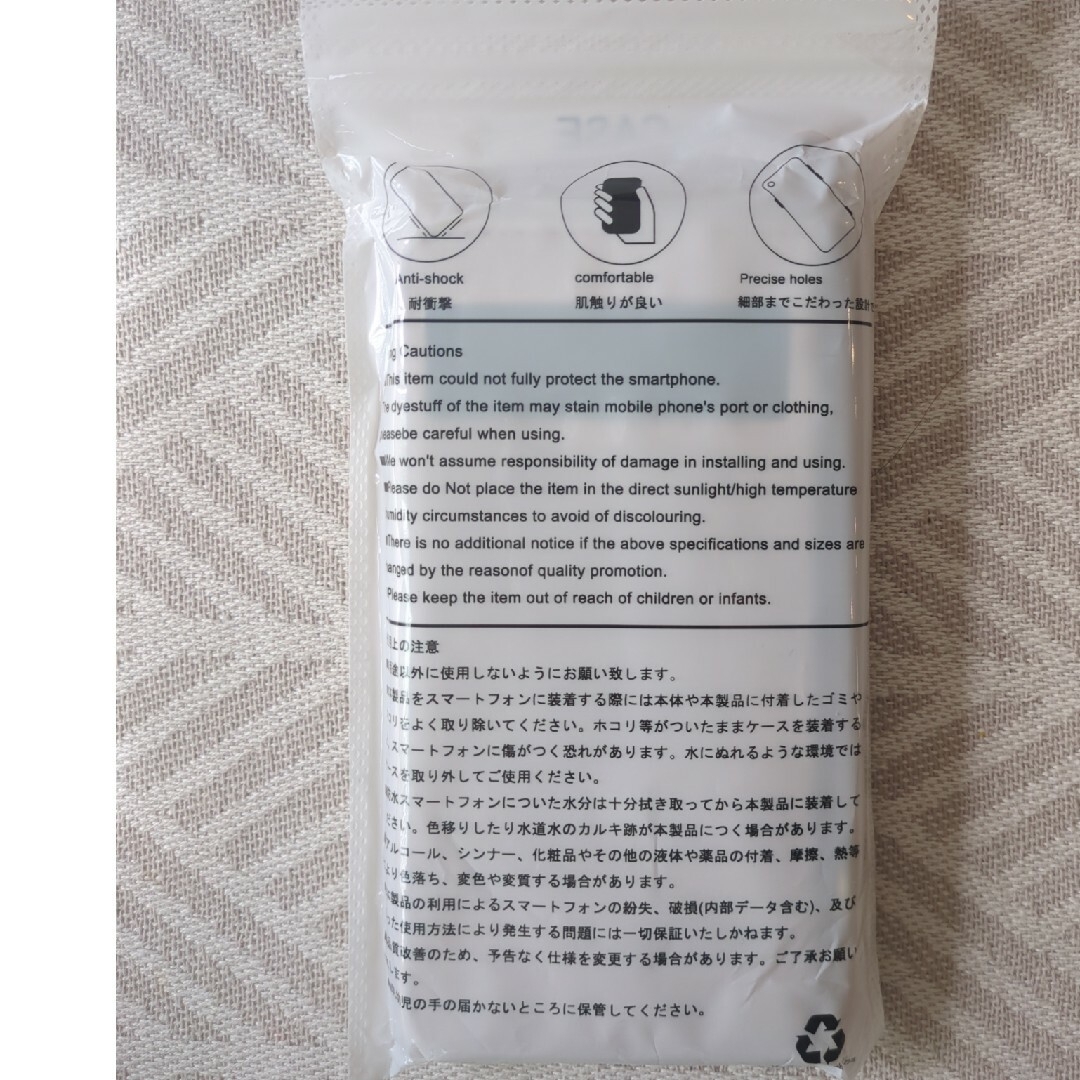 CASE
Anti-shock comfortable Precise holes
耐衝撃 肌触りが良い 細部までこだわった設計
Cautions
This item could not fully protect the smartphone.
dyestuff of the item may stain mobile phone's port or clothing,
be careful when using.
We won't assume responsibility of damage in installing and using.
Please do Not place the item in the direct sunlight/high temperature
circumstances to avoid of discolouring.
There is no additional notice if the above specifications and sizes are
by the reasonof quality promotion.
Please keep the item out of reach of children or infants.
上の注意
以外に使用しないようにお願い致します。
製品をスマートフォンに装着する際には本体や本製品に付着したゴミや
をよく取り除いてください。ホコリ等がついたままケースを装着する
スマートフォンに傷がつく恐れがあります。水にぬれるような環境では
スを取り外してご使用ください。
水スマートフォンについた水分は十分拭き取ってから本製品に装着して
ださい。色移りしたり水道水のカルキ跡が本製品につく場合があります。
アルコール、シンナー、化粧品やその他の液体や薬品の付着、摩擦、熱等
より色落ち、変色や変質する場合があります。
製品の利用によるスマートフォンの紛失、破損(内部データ含む)、及び
った使用方法により発生する問題には一切保証いたしかねます。
質改善のため、予告なく仕様を変更する場合があります。ご了承お願い
します。
児の手の届かないところに保管してください。